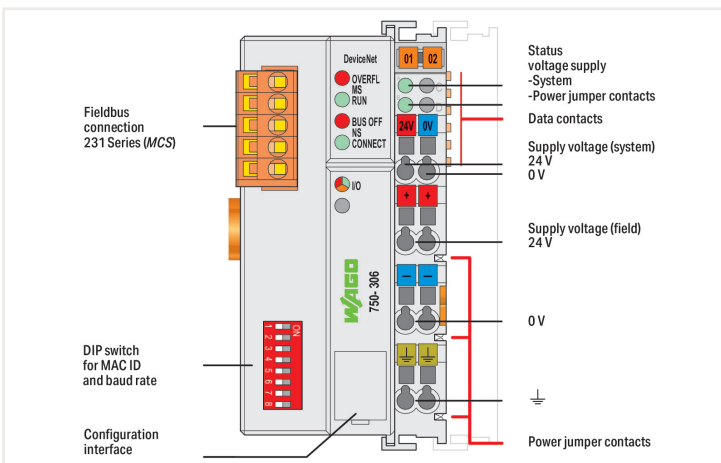 Fieldbus
connection
231 Series (MCS)
DIP switch
for MAC ID
and baud rate
Configuration
interface
DeviceNet
OVERFL
MS
RUN
BUS OFF
NS
CONNECT
I/O
WAGO
750-306
ON
1
2
3
4
5
6
7
8
01 02
C
D
24V 0V
+ +
− −
Status
voltage supply
-System
-Power jumper contacts
Data contacts
Supply voltage (system)
24 V
0 V
Supply voltage (field)
24 V
0 V
Power jumper contacts